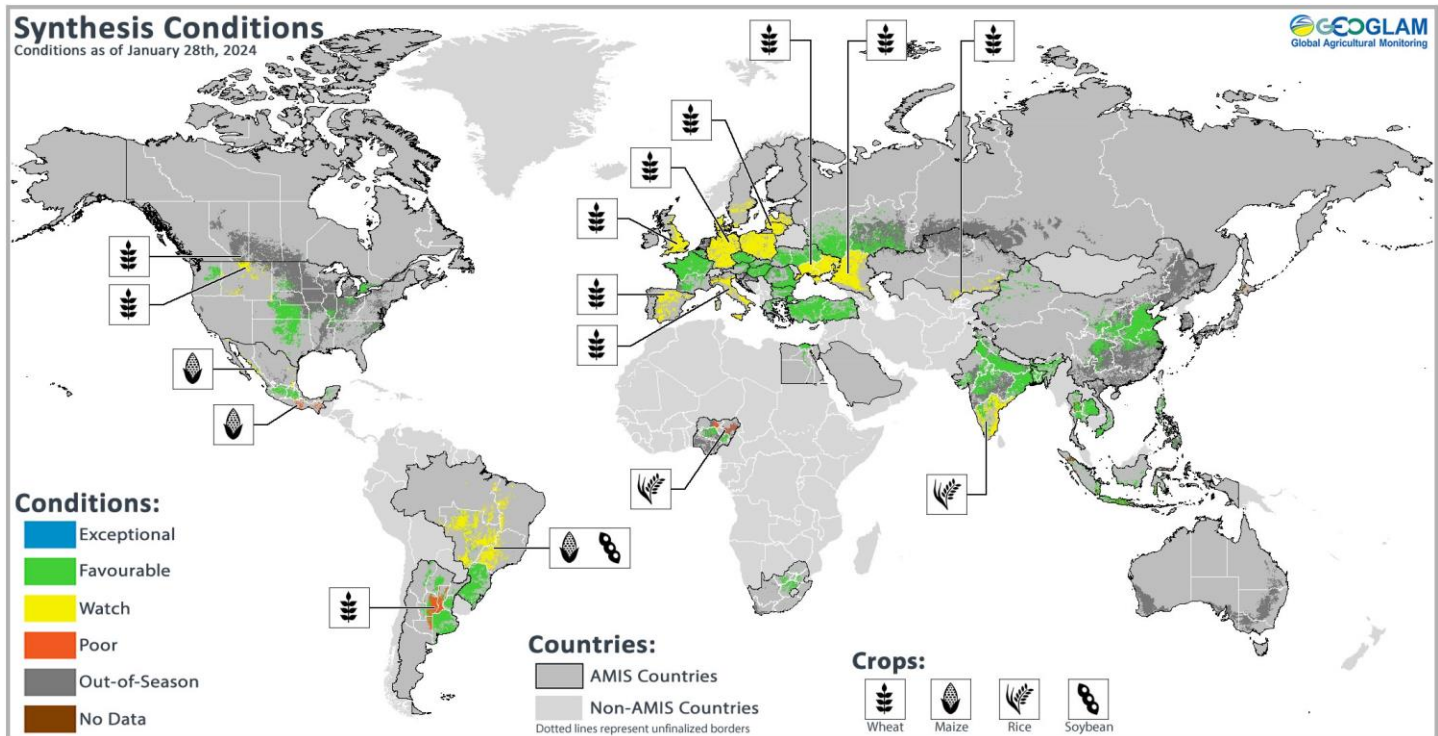 Synthesis Conditions
Conditions as of January 28th, 2024
GEOGLAM
Global Agricultural Monitoring
Conditions:
Exceptional
Favourable
Watch
Poor
Out-of-Season
No Data
Countries:
AMIS Countries
Non-AMIS Countries
Dotted lines represent unfinalized borders
Crops:
Wheat
Maize
Rice
Soybean